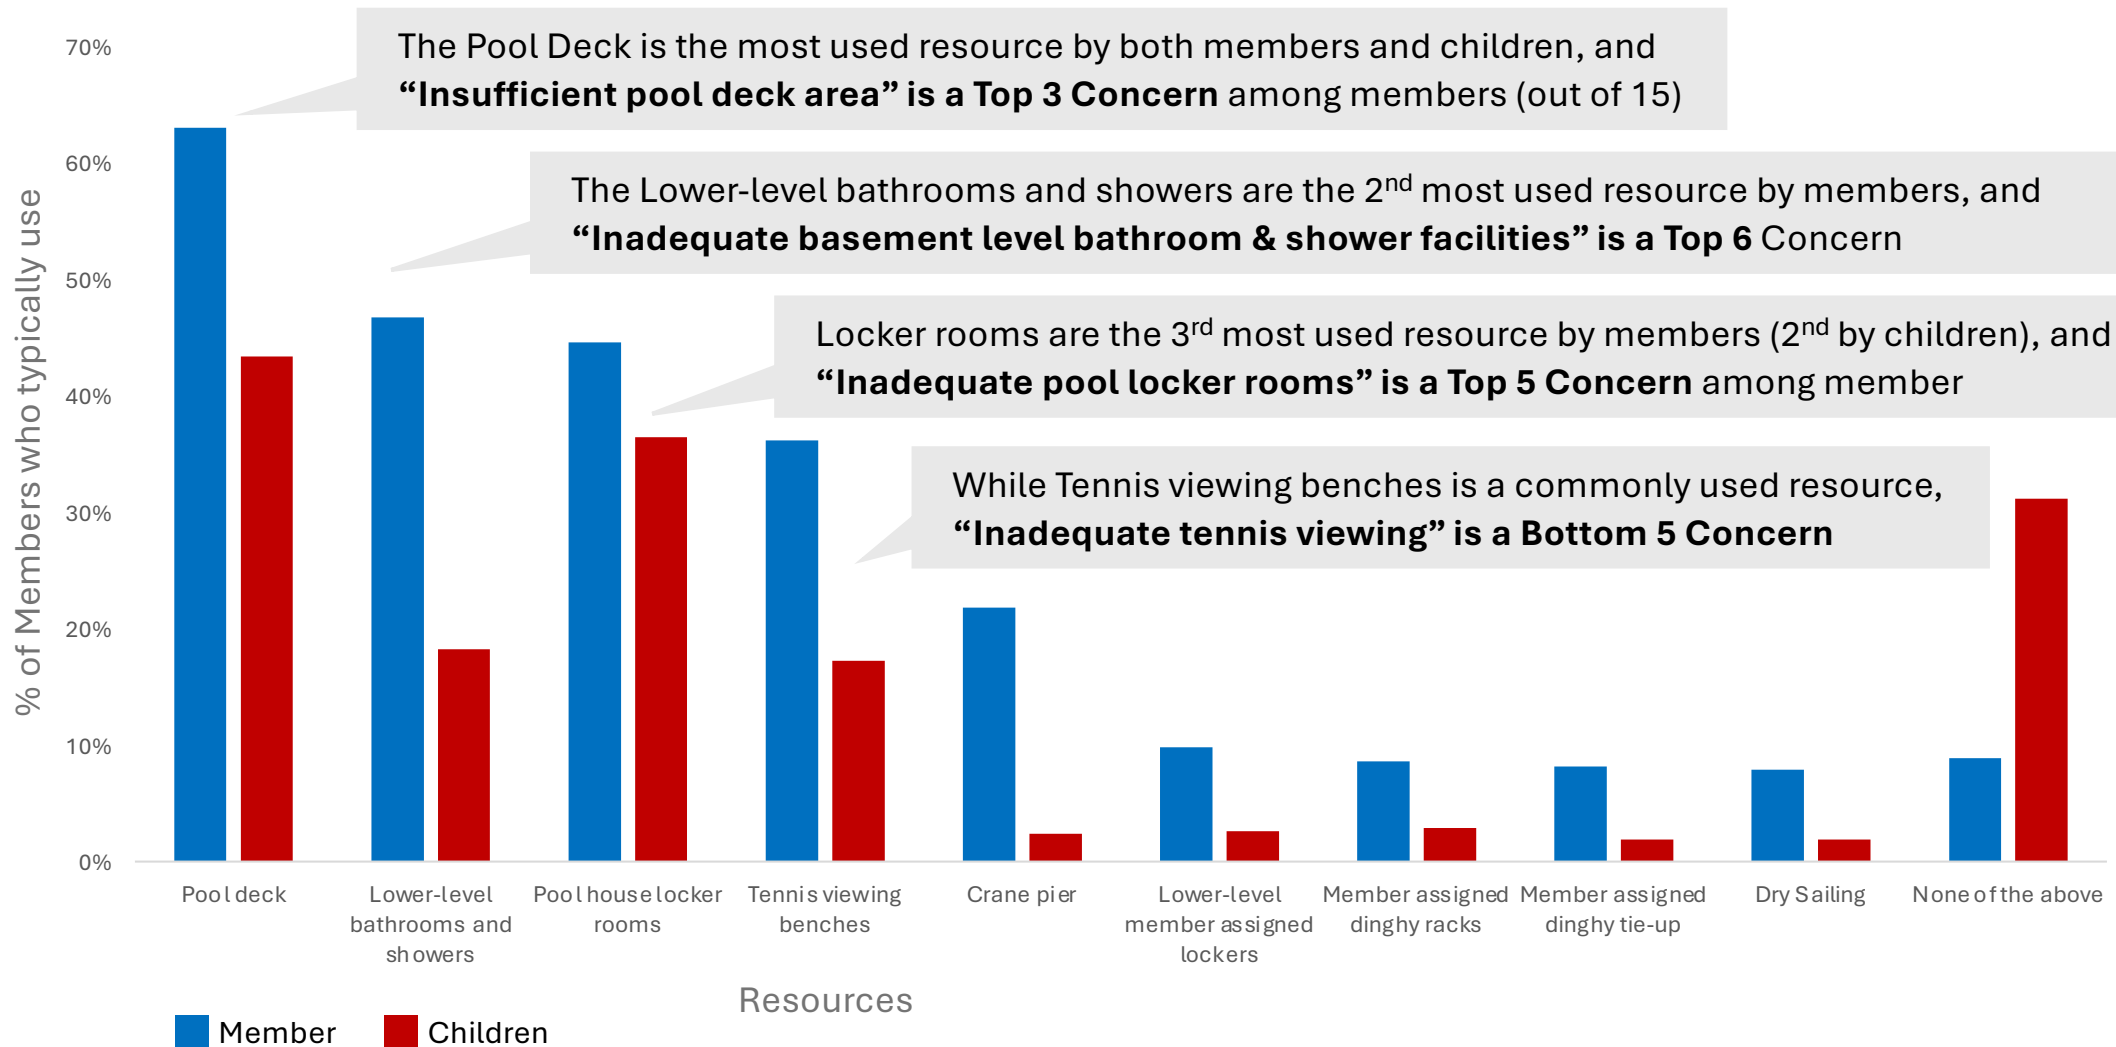 70%
The Pool Deck is the most used resource by both members and children, and
“Insufficient pool deck area” is a Top 3 Concern among members (out of 15)
60%
The Lower-level bathrooms and showers are the 2nd most used resource by members, and
“Inadequate basement level bathroom & shower facilities” is a Top 6 Concern
50%
Locker rooms are the 3rd most used resource by members (2nd by children), and
“Inadequate pool locker rooms” is a Top 5 Concern among member
40%
While Tennis viewing benches is a commonly used resource,
“Inadequate tennis viewing” is a Bottom 5 Concern
30%
20%
10%
0%
% of Members who typically use
Pool deck
Lower-level
bathrooms and
showers
Pool house locker
rooms
Tennis viewing
benches
Crane pier
Lower-level
member assigned
lockers
Member assigned
dinghy racks
Member assigned
dinghy tie-up
Dry Sailing
None of the above
Resources
Member
Children